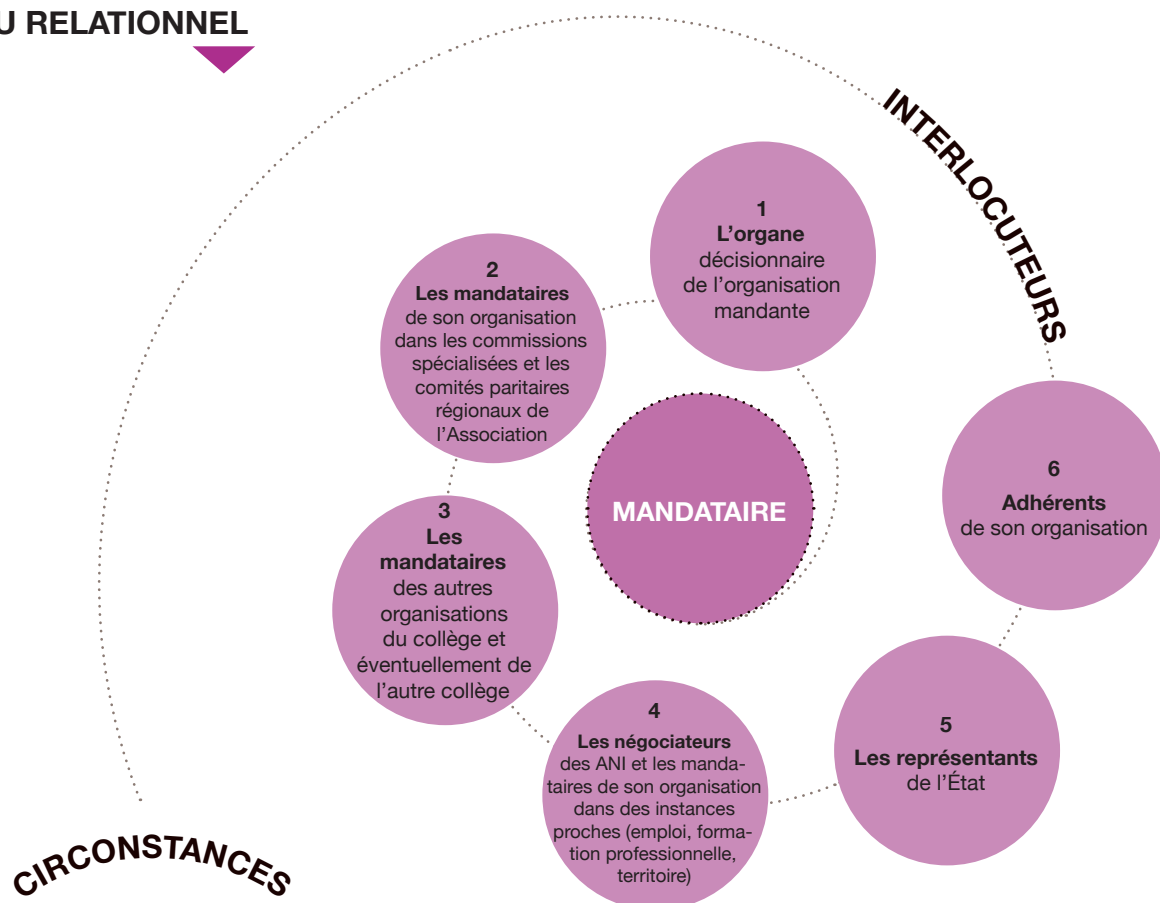 U RELATIONNEL
INTERLOCUTEURS
1
L’organe
décisionnaire
de l’organisation
mandante
2
Les mandataires
de son organisation
dans les commissions
spécialisées et les
comités paritaires
régionaux de
l’Association
MANDATAIRE
3
Les
mandataires
des autres
organisations
du collège et
éventuellement de
l’autre collège
4
Les négociateurs
des ANI et les manda-
taires de son organisation
dans des instances
proches (emploi, forma-
tion professionnelle,
territoire)
5
Les représentants
de l’État
6
Adhérents
de son organisation
CIRCONSTANCES